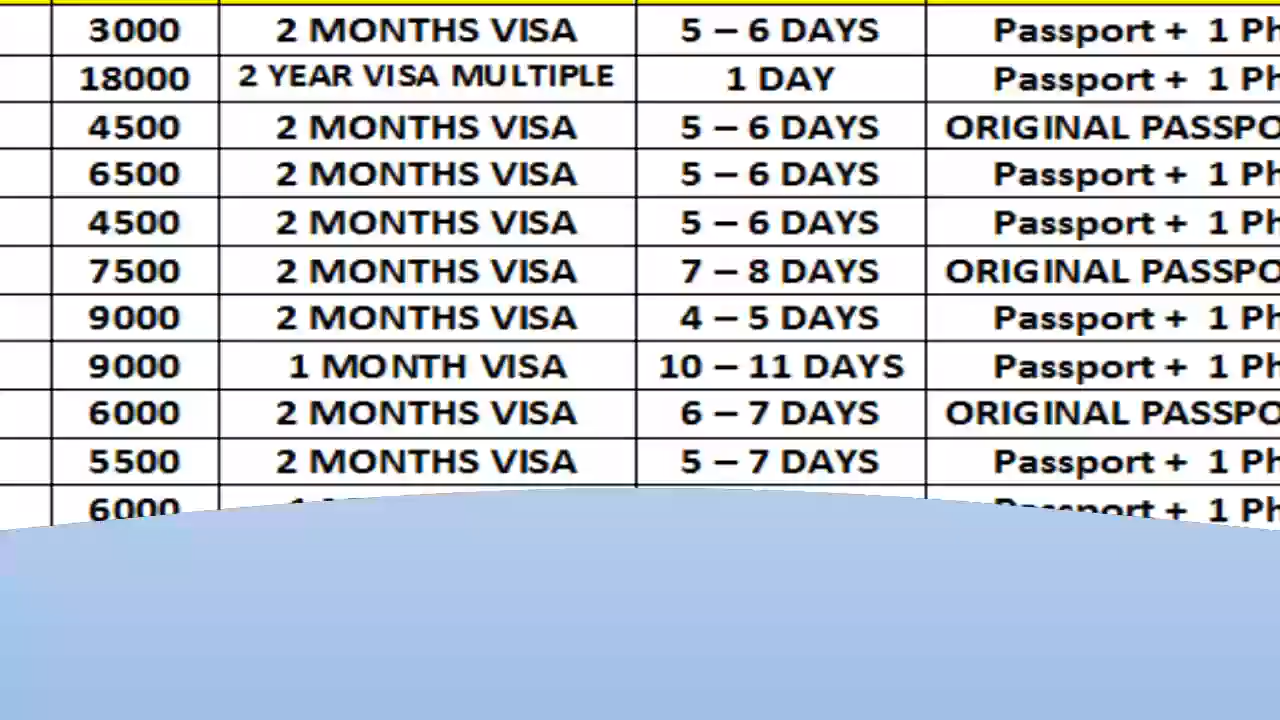 3000 2 MONTHS VISA 5 – 6 DAYS Passport + 1 Ph
18000 2 YEAR VISA MULTIPLE 1 DAY Passport + 1 Ph
4500 2 MONTHS VISA 5 – 6 DAYS ORIGINAL PASSPO
6500 2 MONTHS VISA 5 – 6 DAYS Passport + 1 Ph
4500 2 MONTHS VISA 5 – 6 DAYS Passport + 1 Ph
7500 2 MONTHS VISA 7 – 8 DAYS ORIGINAL PASSPO
9000 2 MONTHS VISA 4 – 5 DAYS Passport + 1 Ph
9000 1 MONTH VISA 10 – 11 DAYS Passport + 1 Ph
6000 2 MONTHS VISA 6 – 7 DAYS ORIGINAL PASSPO
5500 2 MONTHS VISA 5 – 7 DAYS Passport + 1 Ph
6000 Passport + 1 Ph